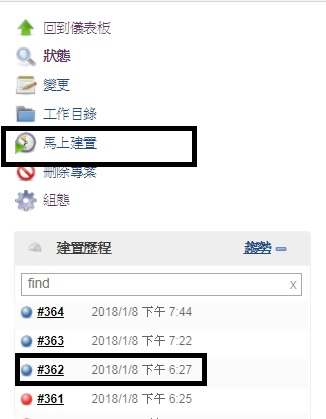 回到儀表板
狀態
變更
工作目錄
馬上建置
刪除專案
組態
建置歷程 趨勢
find x
#364 2018/1/8 下午 7:44
#363 2018/1/8 下午 7:22
#362 2018/1/8 下午 6:27
#361 2018/1/8 下午 6:25